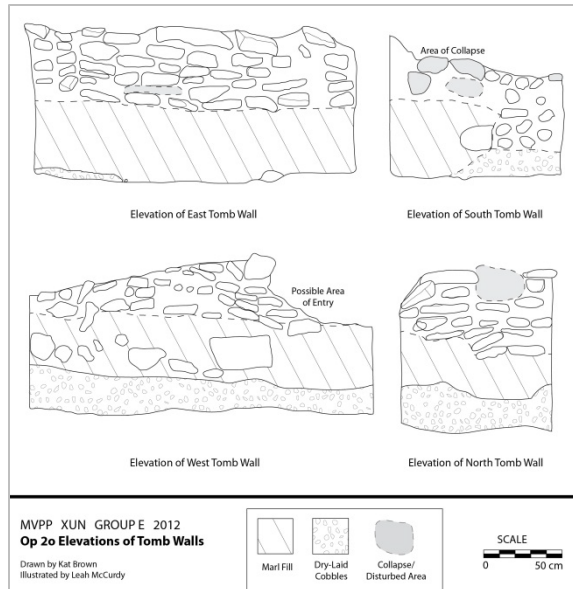 Area of Collapse
Elevation of East Tomb Wall
Elevation of South Tomb Wall
Possible Area
of Entry
Elevation of West Tomb Wall
Elevation of North Tomb Wall
MVPP XUN GROUP E 2012
Op 2o Elevations of Tomb Walls
Drawn by Kat Brown
Illustrated by Leah McCurdy
Marl Fill
Dry-Laid
Cobbles
Collapse/
Disturbed Area
SCALE
0 50 cm